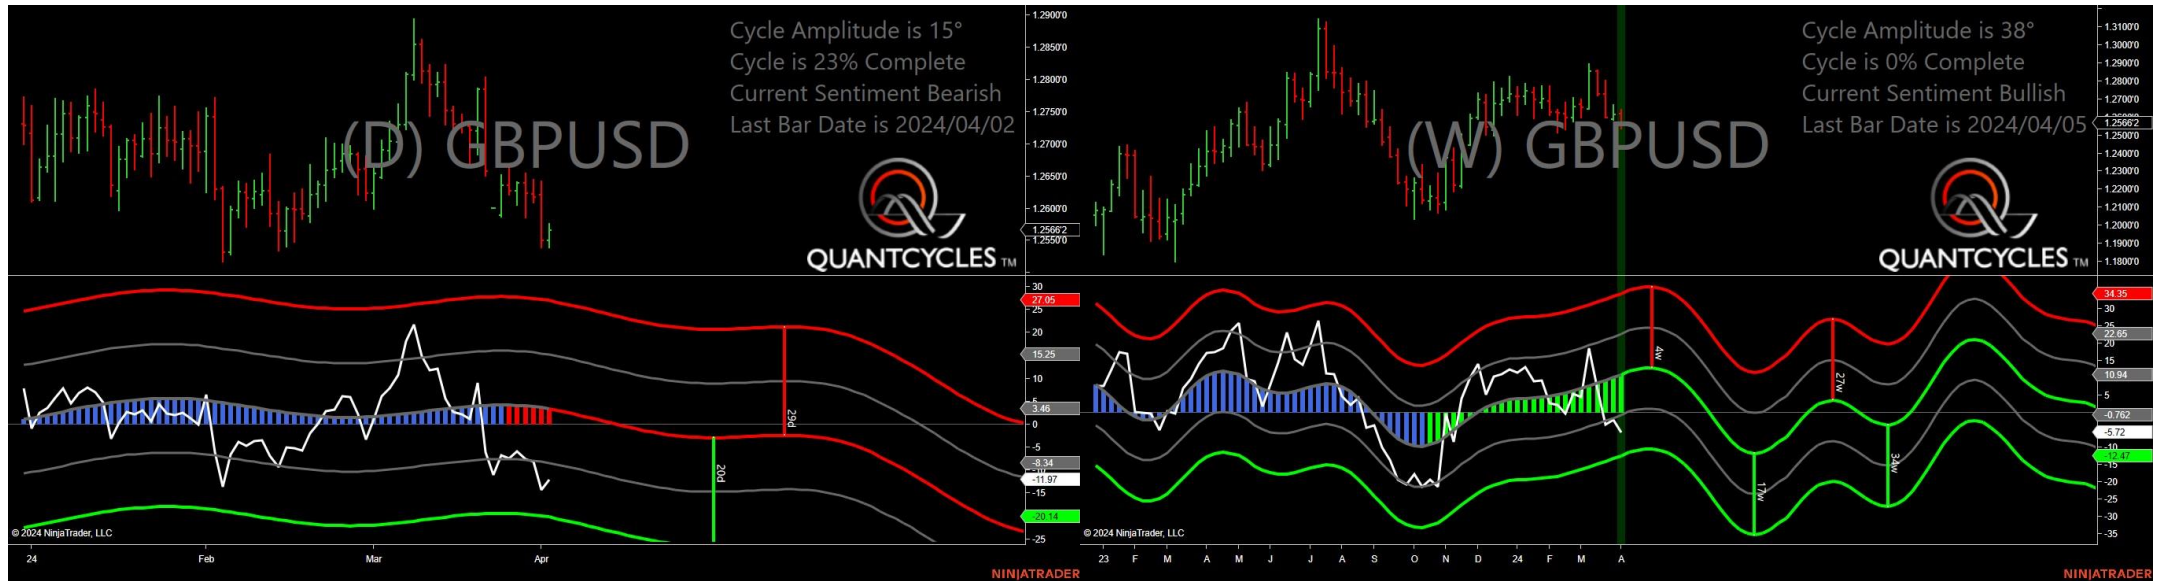 Cycle Amplitude is 15°
Cycle is 23% Complete
Current Sentiment Bearish
Last Bar Date is 2024/04/02
(D) GBPUSD
QUANTCYCLES TM
1.2900'0
1.2850'0
1.2800'0
1.2750'0
1.2700'0
1.2650'0
1.2600'0
1.2566'2
1.2550'0
30
27.05
25
20
15.25
10
5
3.46
0
-5
-8.34
-11.97
-15
-20.14
-25
29d
20d
© 2024 NinjaTrader, LLC
24 Feb Mar Apr
NINJATRADER
Cycle Amplitude is 38°
Cycle is 0% Complete
Current Sentiment Bullish
Last Bar Date is 2024/04/05
(W) GBPUSD
QUANTCYCLES TM
1.3100'0
1.3000'0
1.2900'0
1.2800'0
1.2700'0
1.2566'2
1.2500'0
1.2400'0
1.2300'0
1.2200'0
1.2100'0
1.2000'0
1.1900'0
1.1800'0
34.35
30
25
22.65
20
15
10.94
5
-0.762
-5.72
-12.47
-15
-20
-25
-30
-35
4w
27w
17w
34w
© 2024 NinjaTrader, LLC
23 F M A M J J A S O N D 24 F M A
NINJATRADER